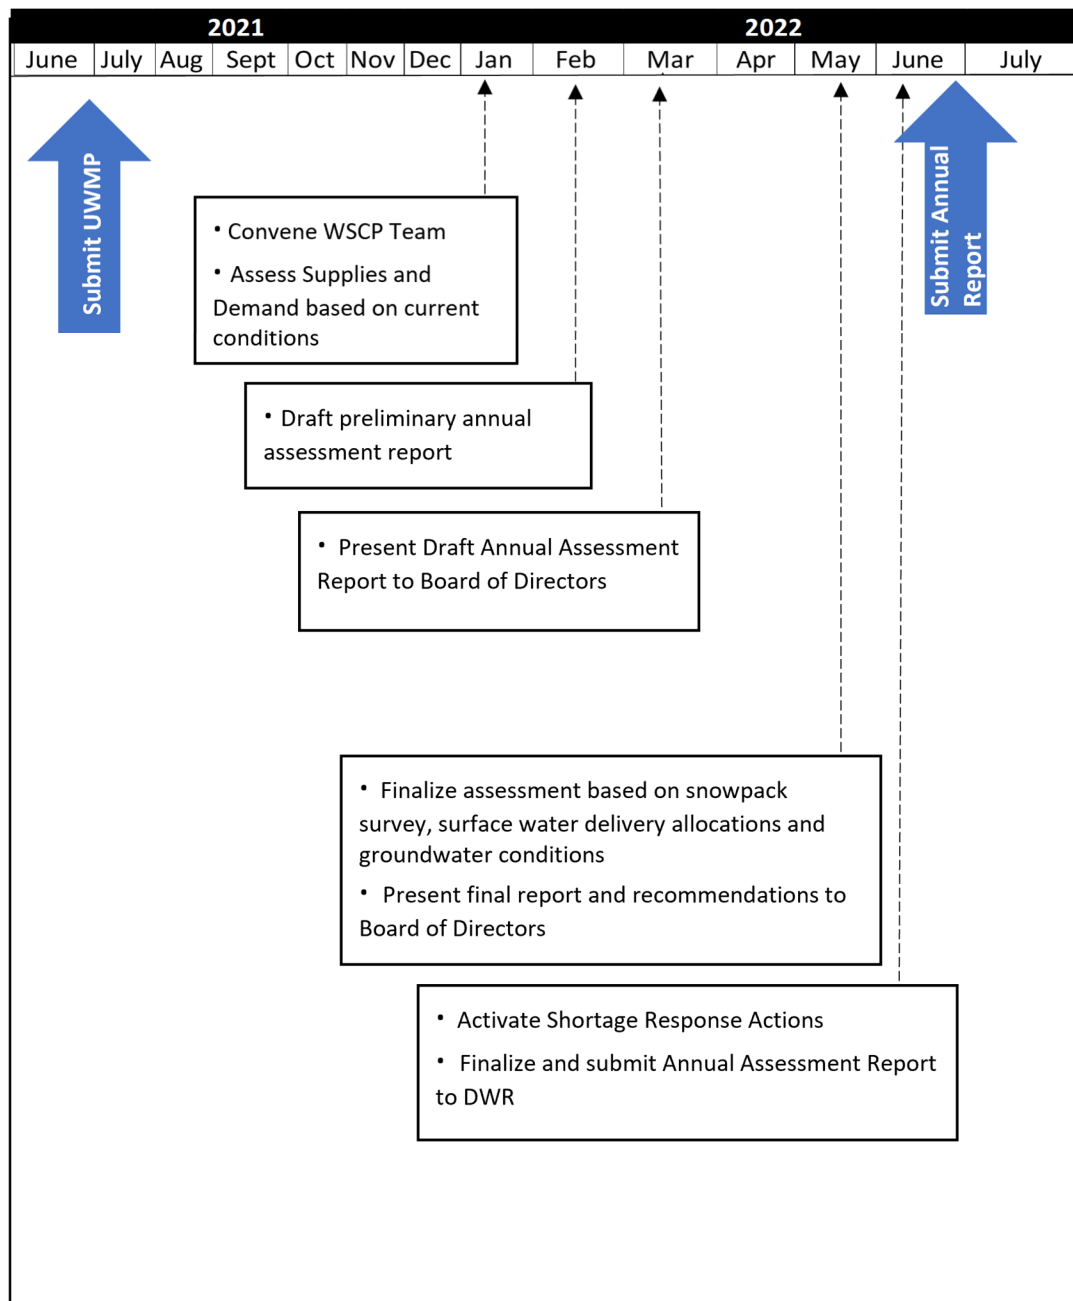 2021 2022
June July Aug Sept Oct Nov Dec Jan Feb Mar Apr May June July
Submit UWMP
Submit Annual
Report
• Convene WSCP Team
• Assess Supplies and
Demand based on current
conditions
• Draft preliminary annual
assessment report
• Present Draft Annual Assessment
Report to Board of Directors
• Finalize assessment based on snowpack
survey, surface water delivery allocations and
groundwater conditions
• Present final report and recommendations to
Board of Directors
• Activate Shortage Response Actions
• Finalize and submit Annual Assessment Report
to DWR